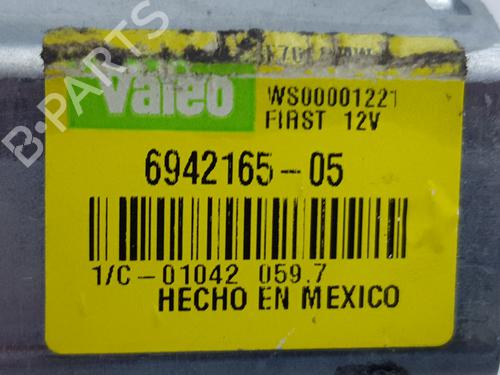 Valeo
WS00001221
FIRST 12V
6942165-05
1/C-01042 059.7
HECHO EN MEXICO
B-PARTS